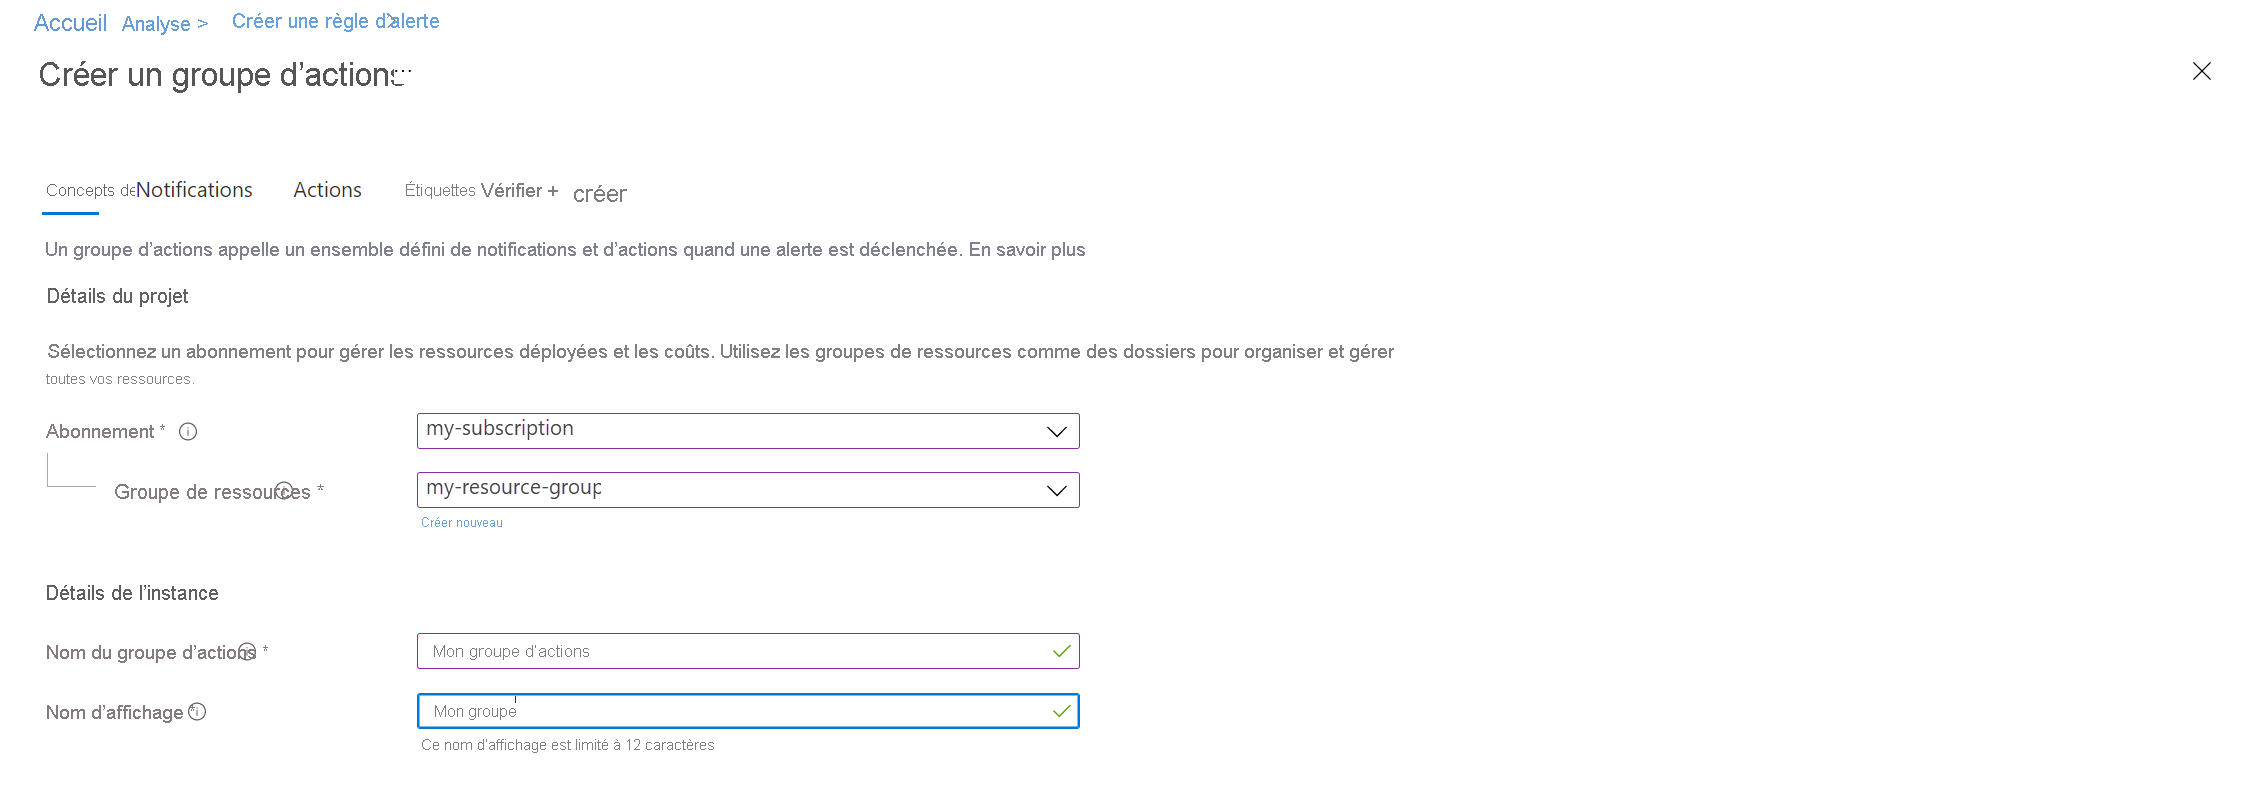 Accueil Analyse > Créer une règle d’alerte
Créer un groupe d’actions ...
Concepts de Notifications Actions Étiquettes Vérifier + créer
Un groupe d’actions appelle un ensemble défini de notifications et d’actions quand une alerte est déclenchée. En savoir plus
Détails du projet
Sélectionnez un abonnement pour gérer les ressources déployées et les coûts. Utilisez les groupes de ressources comme des dossiers pour organiser et gérer
toutes vos ressources.
Abonnement * my-subscription
Groupe de ressources * my-resource-group
Créer nouveau
Détails de l’instance
Nom du groupe d’actions * Mon groupe d’actions
Nom d’affichage * Mon groupe
Ce nom d’affichage est limité à 12 caractères